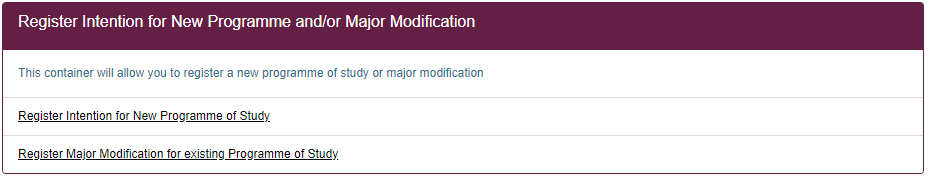 Register Intention for New Programme and/or Major Modification
This container will allow you to register a new programme of study or major modification
Register Intention for New Programme of Study
Register Major Modification for existing Programme of Study